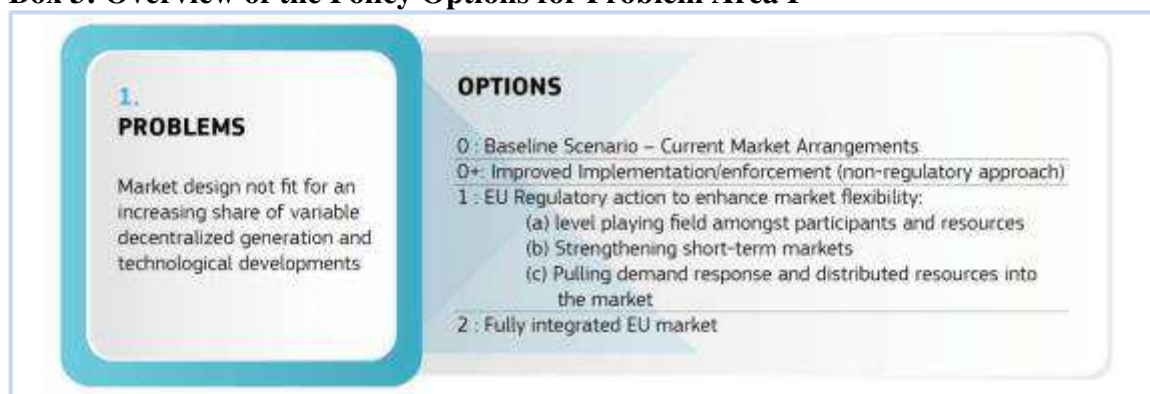 Box 3: Overview of the Policy Options for Problem Area I
1.
PROBLEMS
Market design not fit for an
increasing share of variable
decentralized generation and
technological developments
OPTIONS
0 : Baseline Scenario – Current Market Arrangements
0+: Improved Implementation/enforcement (non-regulatory approach)
1 : EU Regulatory action to enhance market flexibility:
(a) level playing field amongst participants and resources
(b) Strengthening short-term markets
(c) Pulling demand response and distributed resources into
the market
2 : Fully integrated EU market